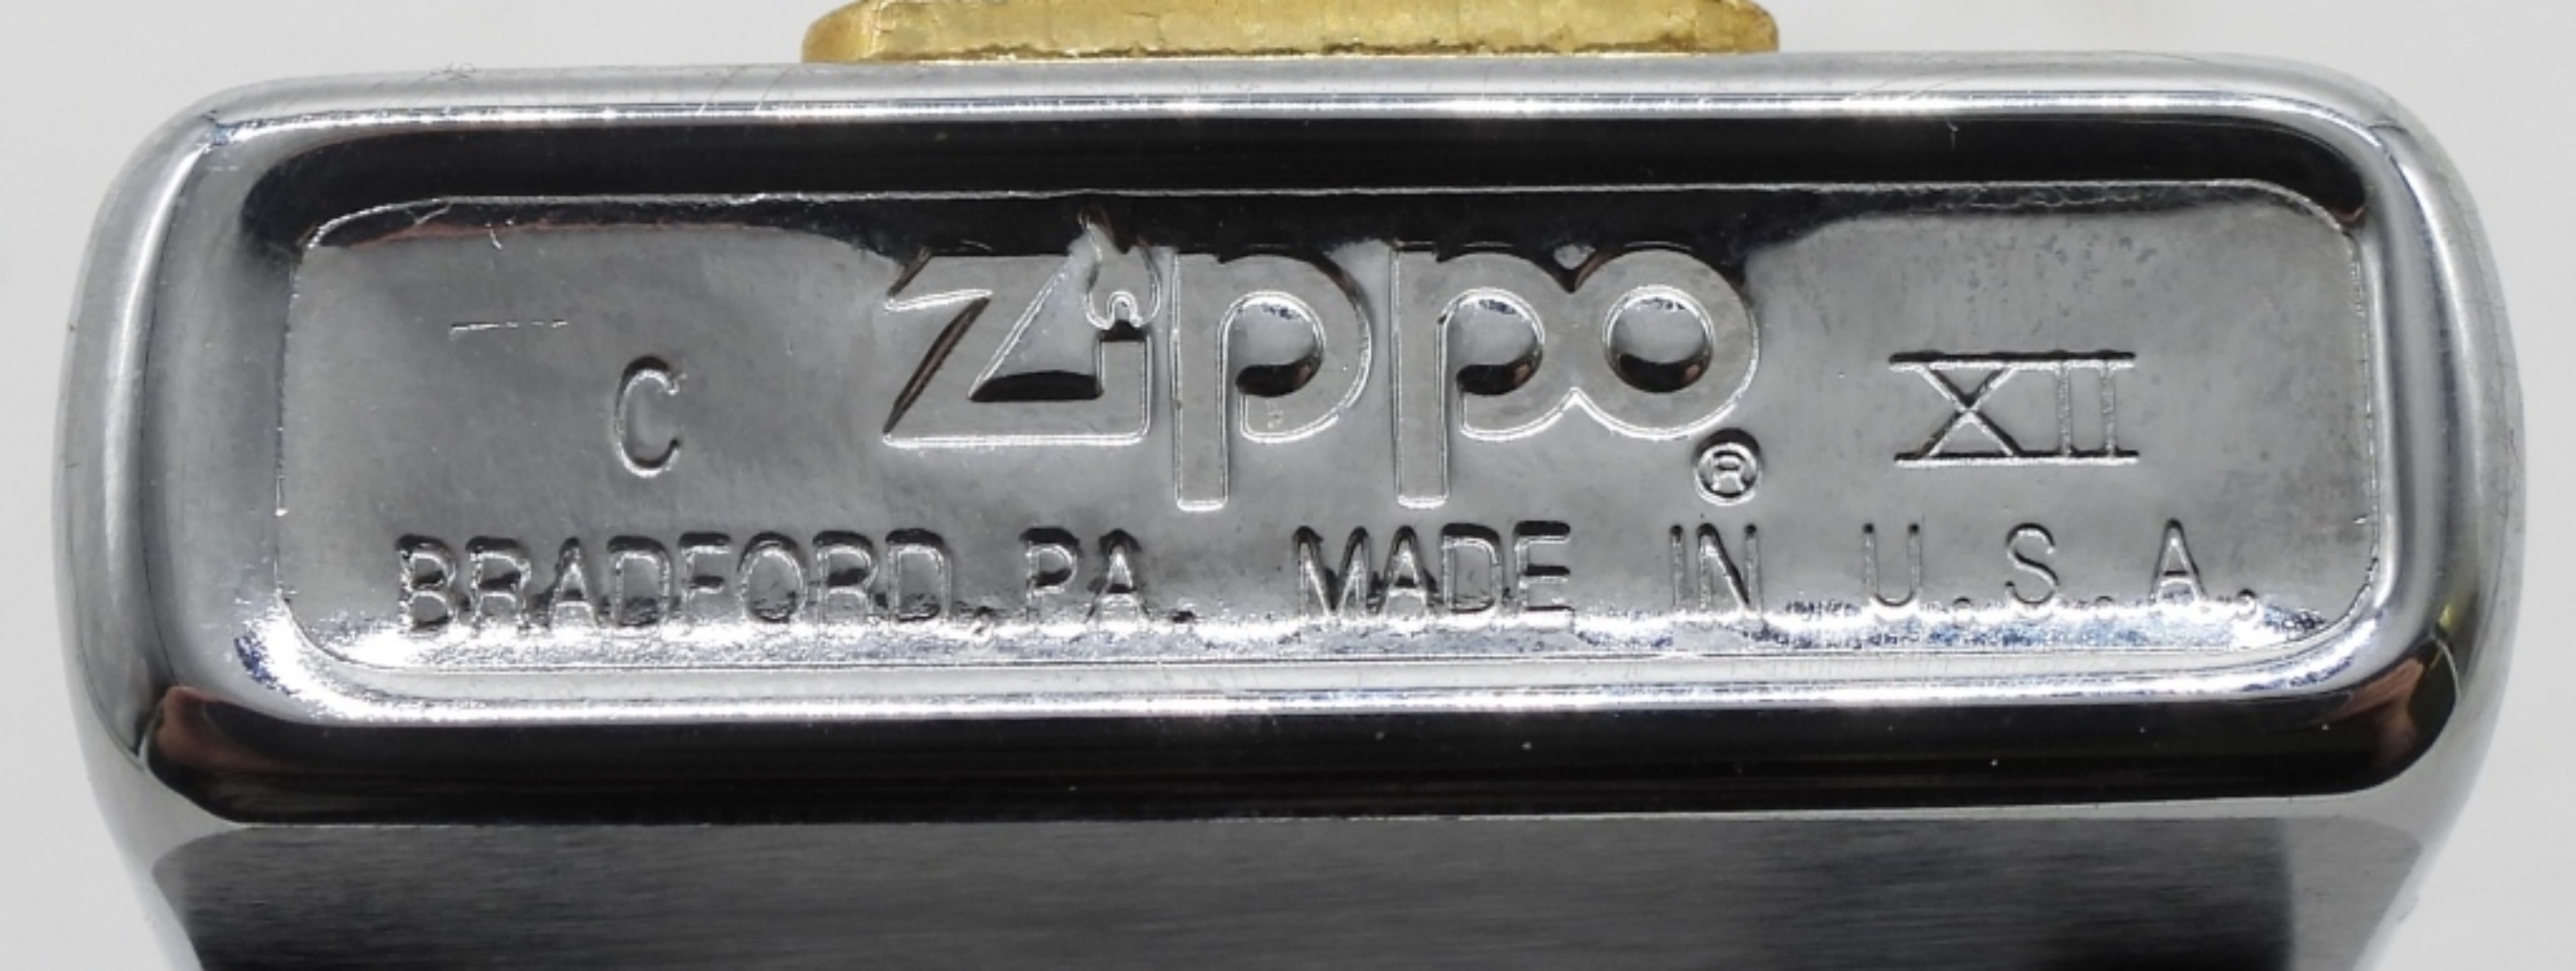 C Zippo® XII
BRADFORD, PA. MADE IN U.S.A.